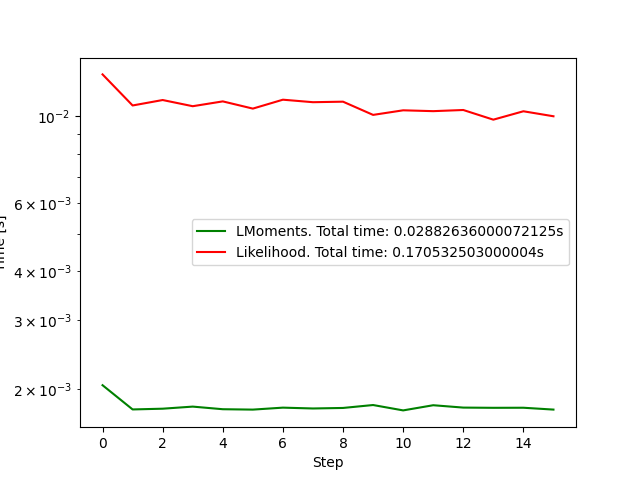 10⁻²
6 × 10⁻³
4 × 10⁻³
3 × 10⁻³
2 × 10⁻³
LMoments. Total time: 0.02882636000072125s
Likelihood. Total time: 0.170532503000004s
0 2 4 6 8 10 12 14
Step